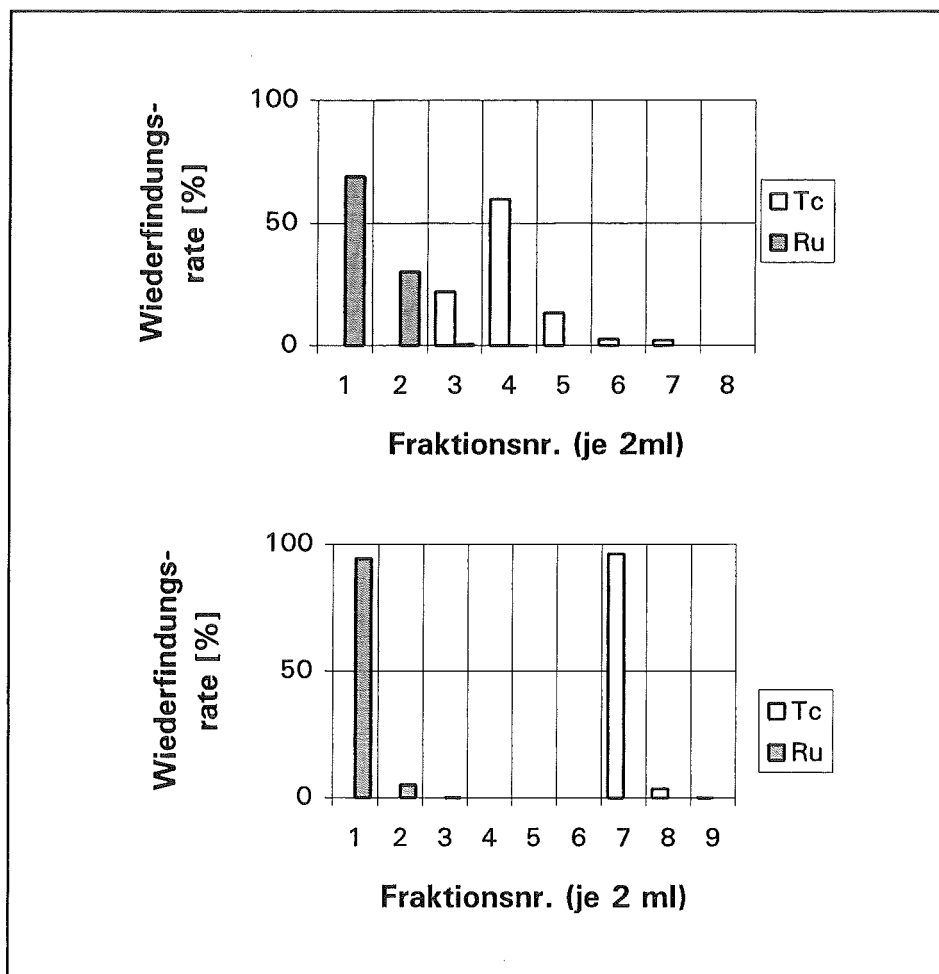 Wiederfindungs-
rate [%]
100
50
0
Tc
Ru
1 2 3 4 5 6 7 8
Fraktionsnr. (je 2ml)
Wiederfindungs-
rate [%]
100
50
0
Tc
Ru
1 2 3 4 5 6 7 8 9
Fraktionsnr. (je 2 ml)